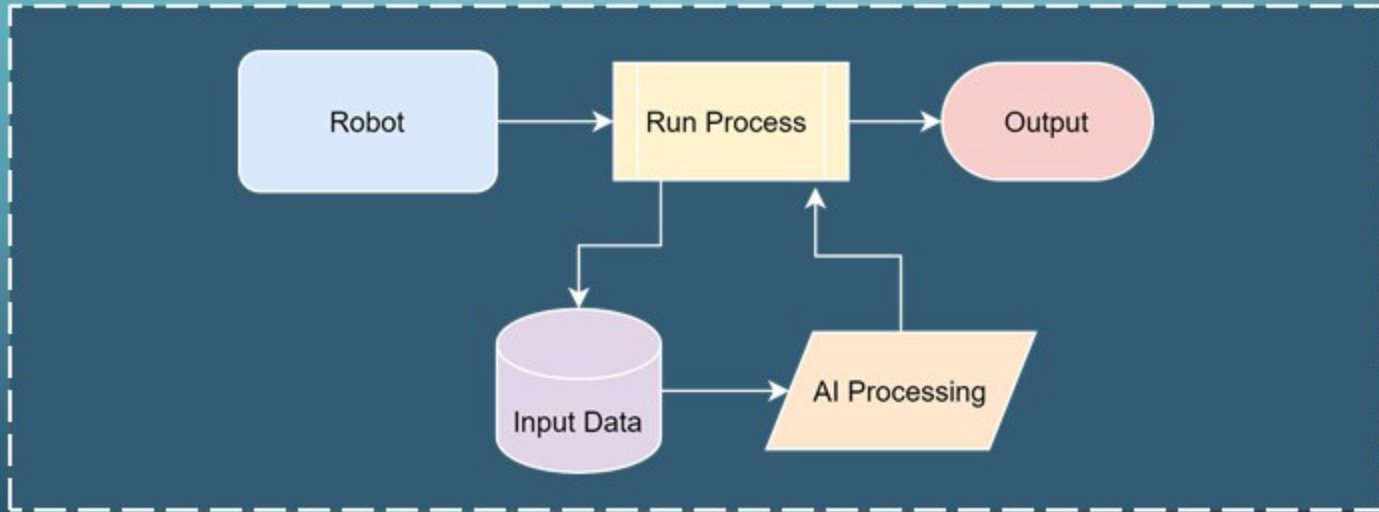 Robot
Run Process
Output
Input Data
AI Processing